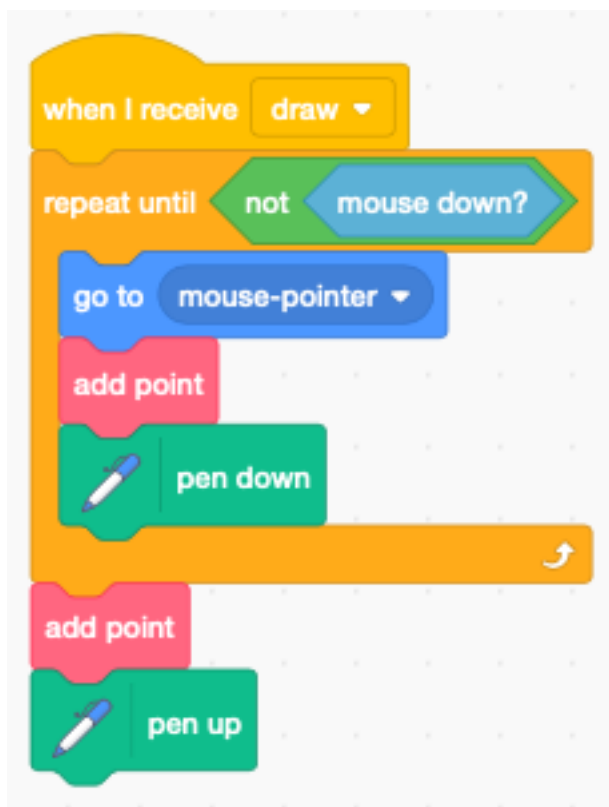 when I receive draw
repeat until not mouse down?
go to mouse-pointer
add point
pen down
add point
pen up